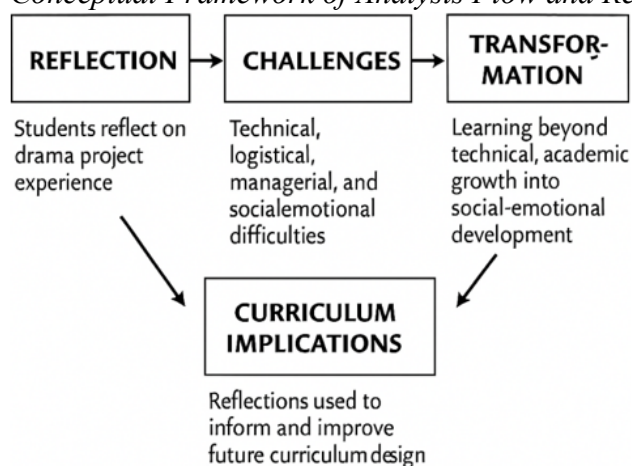 Conceptual Framework of Analysis Flow and Re
REFLECTION
CHALLENGES
TRANSFOR-
MATION
Students reflect on
drama project
experience
Technical,
logistical,
managerial, and
socialemotional
difficulties
Learning beyond
technical, academic
growth into
social-emotional
development
CURRICULUM
IMPLICATIONS
Reflections used to
inform and improve
future curriculum design